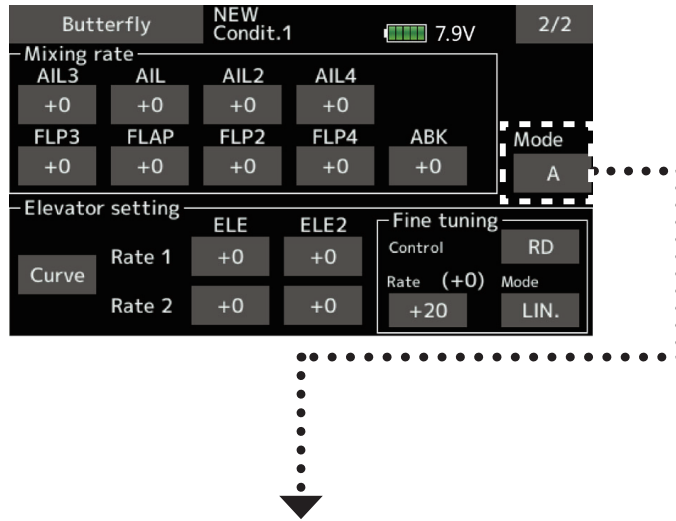 Butterfly NEW Condit.1 7.9V 2/2
Mixing rate
AIL3 AIL AIL2 AIL4
+0 +0 +0 +0
FLP3 FLAP FLP2 FLP4 ABK Mode
+0 +0 +0 +0 +0 A
Elevator setting
ELE ELE2 Fine tuning
Control RD
Curve Rate 1 +0 +0
Rate (+0) Mode
Rate 2 +0 +0 +20 LIN.